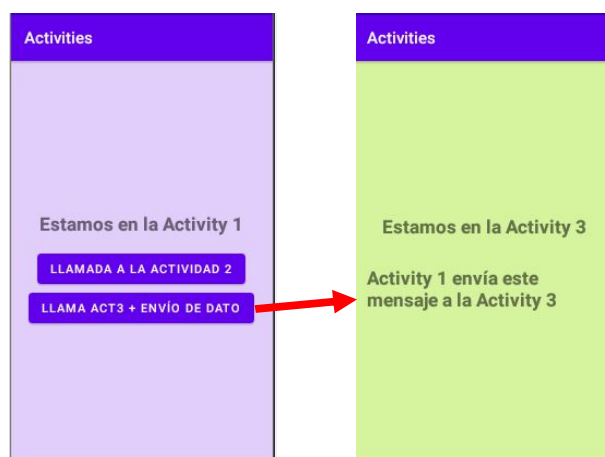 Activities
Estamos en la Activity 1
LLAMADA A LA ACTIVIDAD 2
LLAMA ACT3 + ENVÍO DE DATO
Activities
Estamos en la Activity 3
Activity 1 envía este
mensaje a la Activity 3